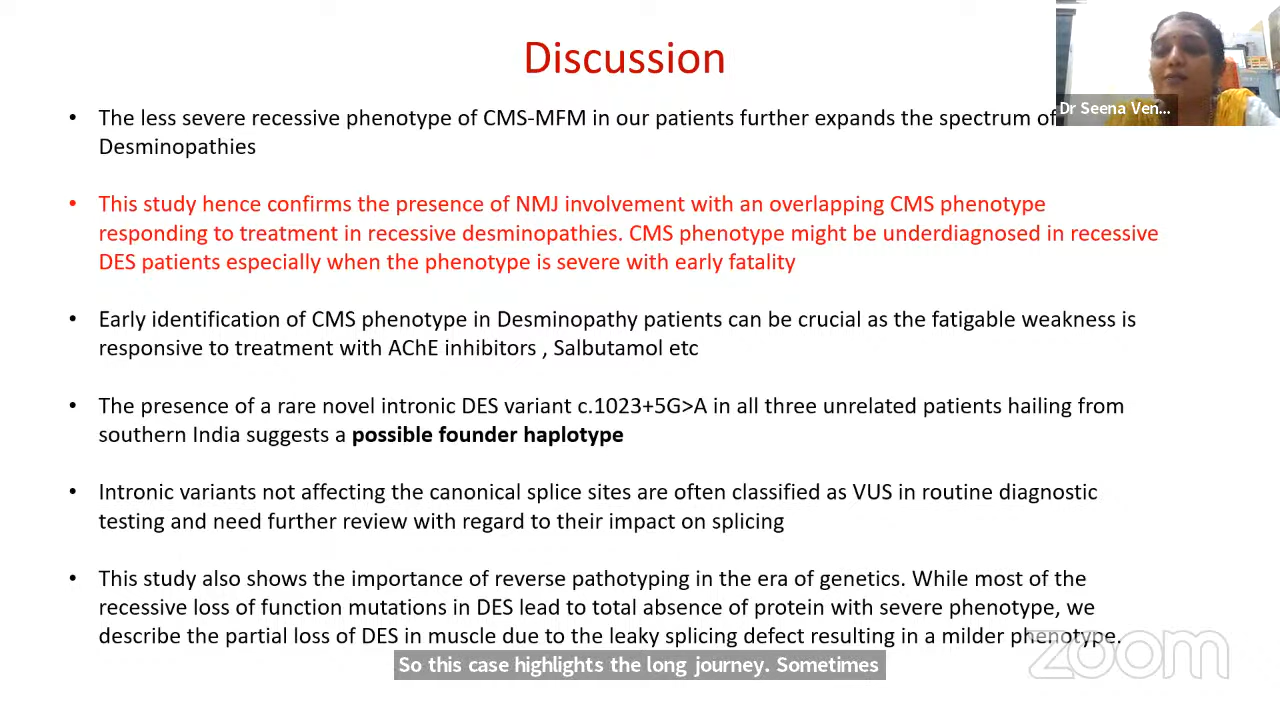 Discussion
Dr Seena Ven...
• The less severe recessive phenotype of CMS-MFM in our patients further expands the spectrum of
Desminopathies
• This study hence confirms the presence of NMJ involvement with an overlapping CMS phenotype
responding to treatment in recessive desminopathies. CMS phenotype might be underdiagnosed in recessive
DES patients especially when the phenotype is severe with early fatality
• Early identification of CMS phenotype in Desminopathy patients can be crucial as the fatigable weakness is
responsive to treatment with AChE inhibitors , Salbutamol etc
• The presence of a rare novel intronic DES variant c.1023+5G>A in all three unrelated patients hailing from
southern India suggests a possible founder haplotype
• Intronic variants not affecting the canonical splice sites are often classified as VUS in routine diagnostic
testing and need further review with regard to their impact on splicing
• This study also shows the importance of reverse pathotyping in the era of genetics. While most of the
recessive loss of function mutations in DES lead to total absence of protein with severe phenotype, we
describe the partial loss of DES in muscle due to the leaky splicing defect resulting in a milder phenotype.
So this case highlights the long journey. Sometimes
zoom